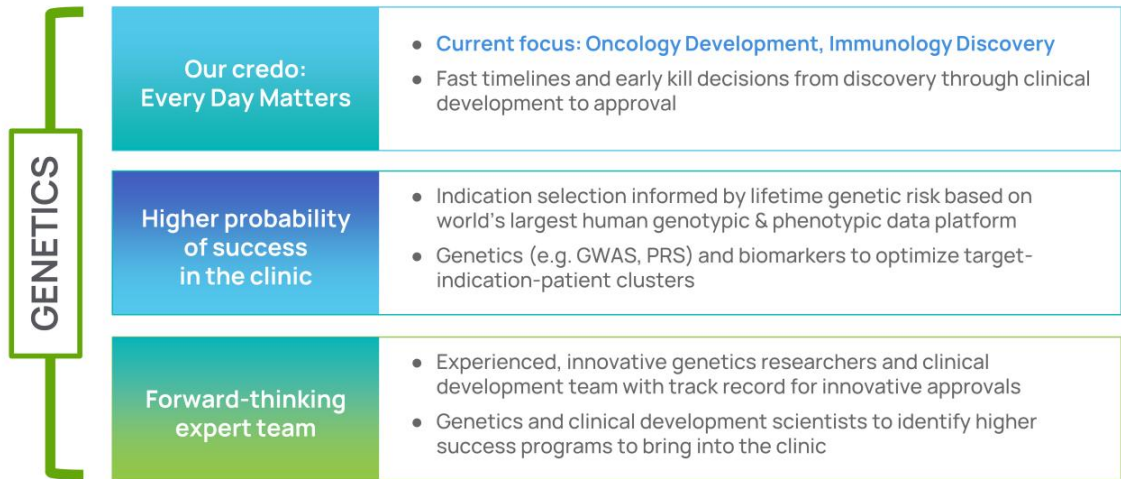 GENETICS
Our credo:
Every Day Matters
● Current focus: Oncology Development, Immunology Discovery
● Fast timelines and early kill decisions from discovery through clinical
development to approval
Higher probability
of success
in the clinic
● Indication selection informed by lifetime genetic risk based on
world's largest human genotypic & phenotypic data platform
● Genetics (e.g. GWAS, PRS) and biomarkers to optimize target-
indication-patient clusters
Forward-thinking
expert team
● Experienced, innovative genetics researchers and clinical
development team with track record for innovative approvals
● Genetics and clinical development scientists to identify higher
success programs to bring into the clinic